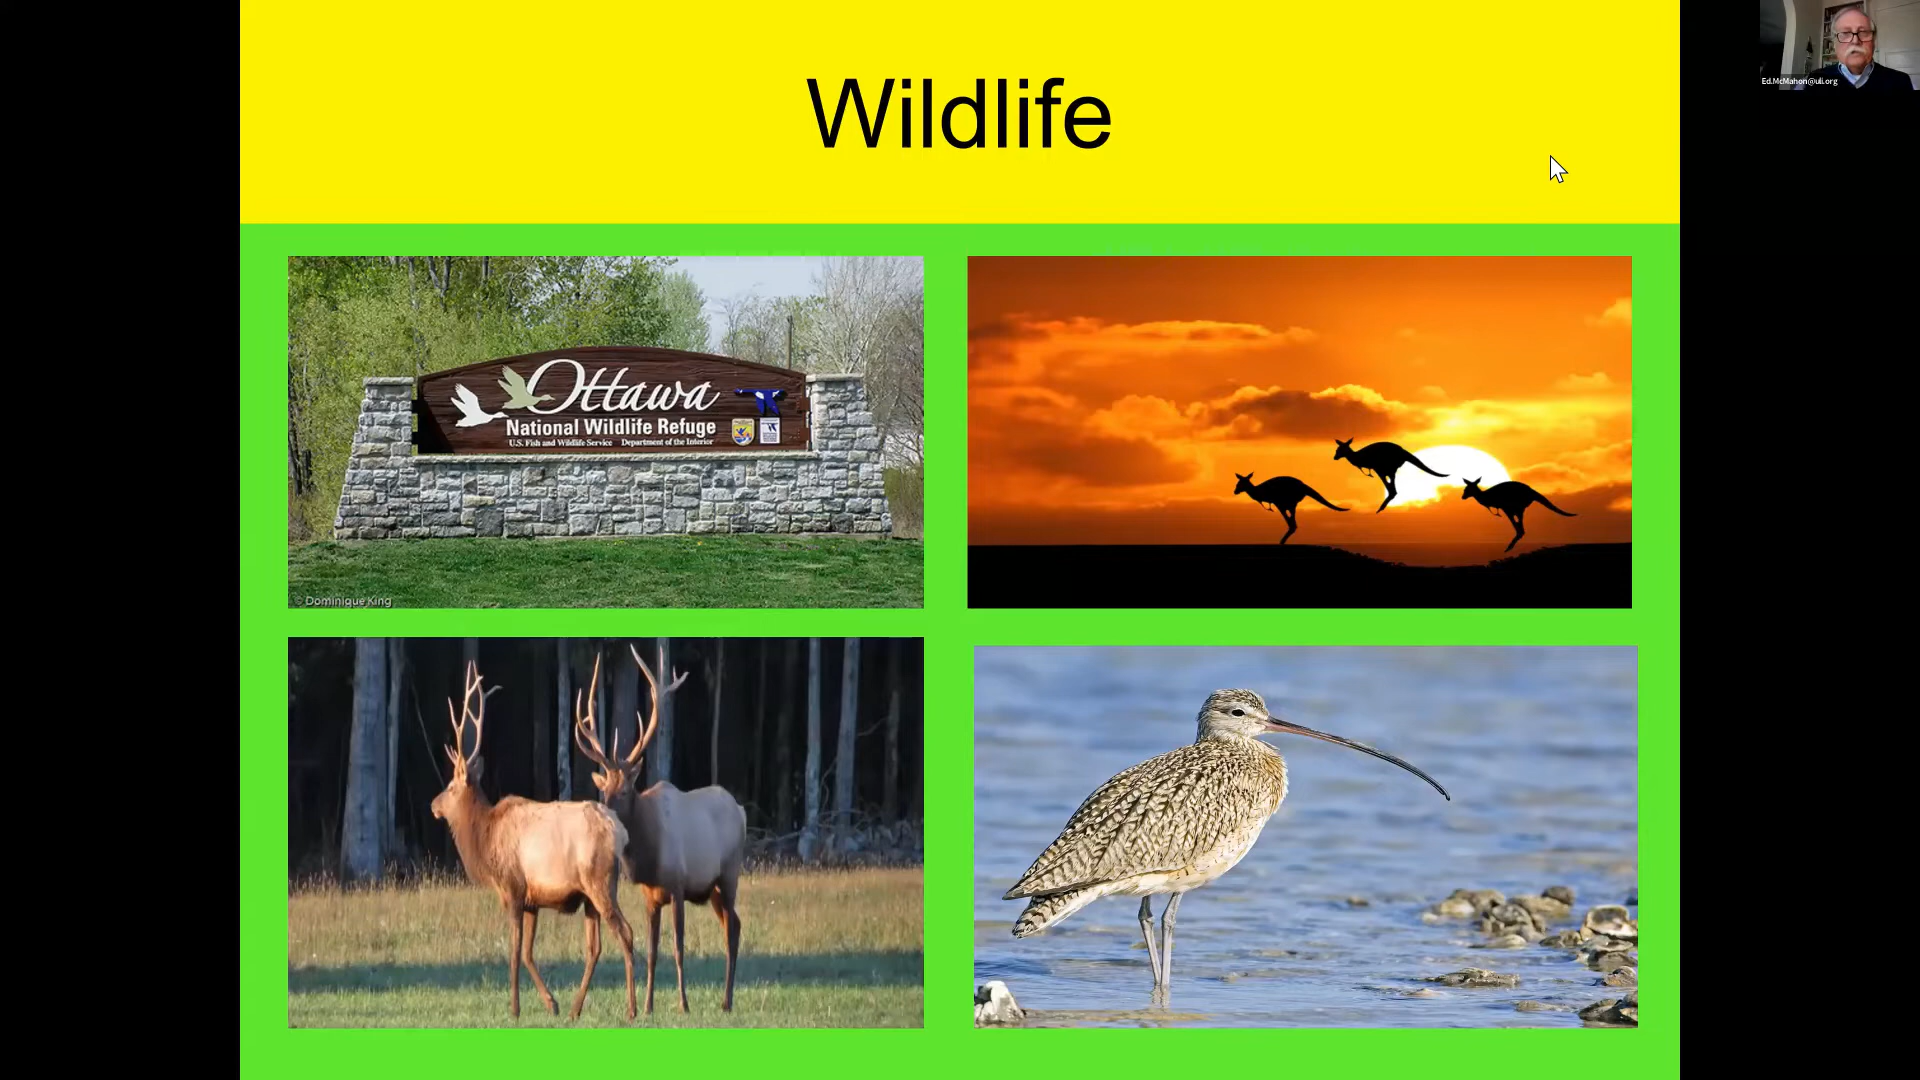 Wildlife
Ed.McMahon@uli.org
Ottawa
National Wildlife Refuge
U.S. Fish and Wildlife Service Department of the Interior
© Dominique King